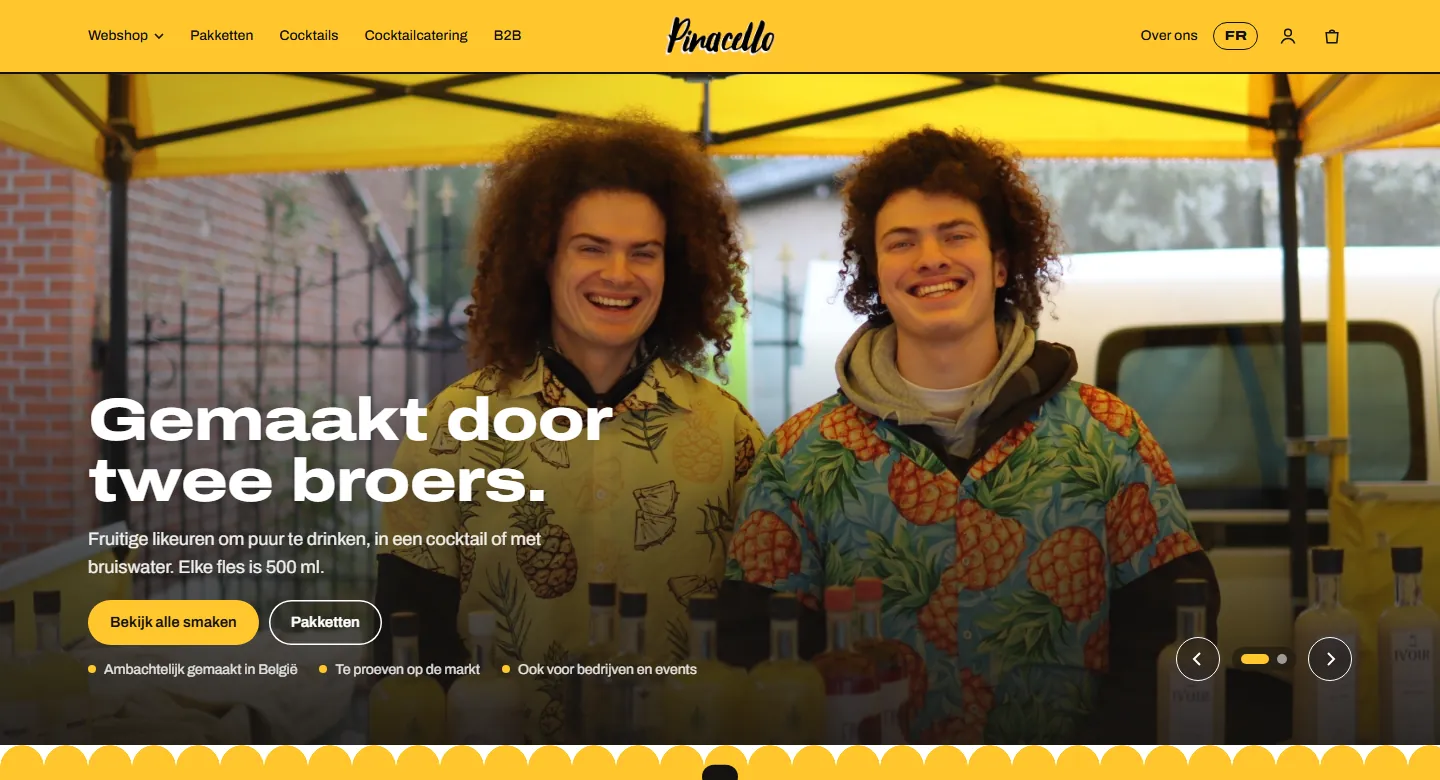 Webshop
Pakketten
Cocktails
Cocktailcatering
B2B
Pinacello
Over ons
FR
Gemaakt door
twee broers.
Fruitige likeuren om puur te drinken, in een cocktail of met
bruiswater. Elke fles is 500 ml.
Bekijk alle smaken
Pakketten
Ambachtelijk gemaakt in België
Te proeven op de markt
Ook voor bedrijven en events